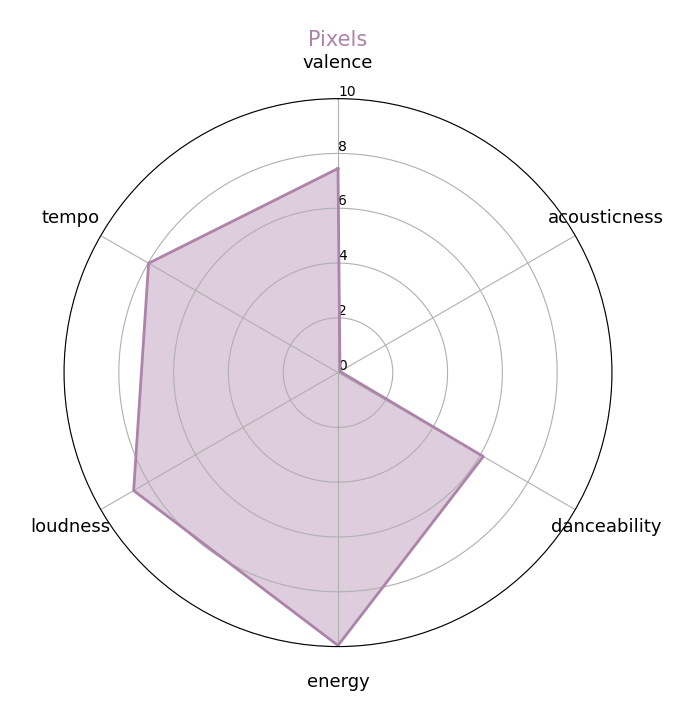 Pixels
valence
10
8
6
4
2
0
tempo
acousticness
loudness
danceability
energy